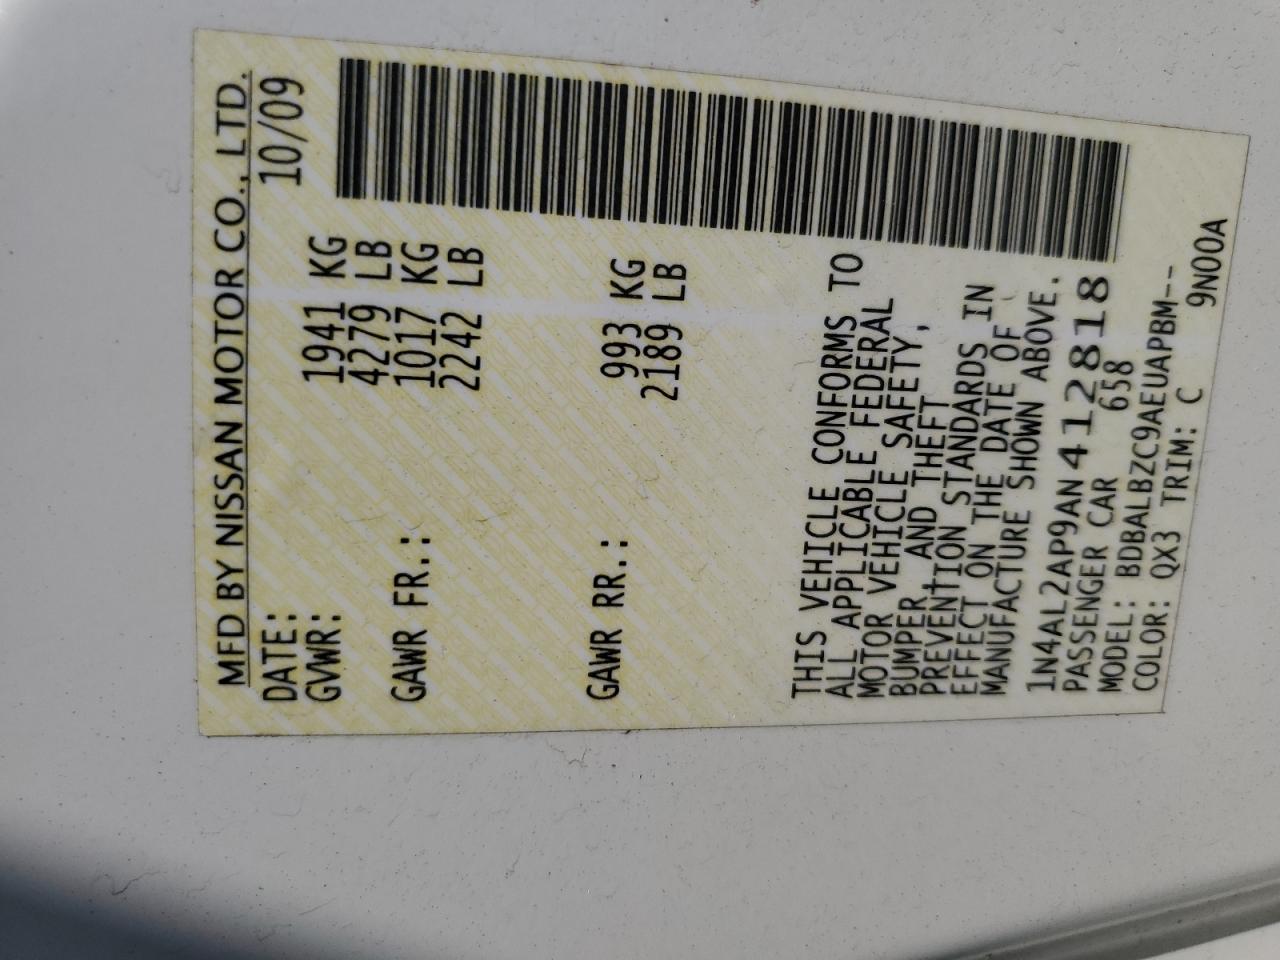 MFD BY NISSAN MOTOR CO., LTD.
DATE: 10/09
GVWR: 1941 KG
4279 LB
GAWR FR.: 1017 KG
2242 LB
GAWR RR.: 993 KG
2189 LB
THIS VEHICLE CONFORMS TO
ALL APPLICABLE FEDERAL
MOTOR VEHICLE SAFETY,
BUMPER, AND THEFT
PREVENTION STANDARDS IN
EFFECT ON THE DATE OF
MANUFACTURE SHOWN ABOVE.
1N4AL2AP9AN412818
PASSENGER CAR 658
MODEL: BDBALBZC9AEUAPBM--
COLOR: QX3 TRIM: C 9N00A